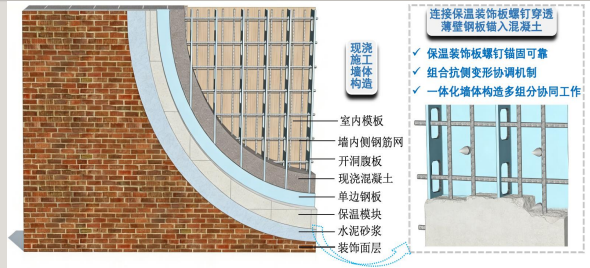 现浇
施工
墙体
构造
室内模板
墙内侧钢筋网
开洞腹板
现浇混凝土
单边钢板
保温模块
水泥砂浆
装饰面层
连接保温装饰板螺钉穿透
薄壁钢板锚入混凝土
✓ 保温装饰板螺钉锚固可靠
✓ 组合抗侧变形协调机制
✓ 一体化墙体构造多组分协同工作